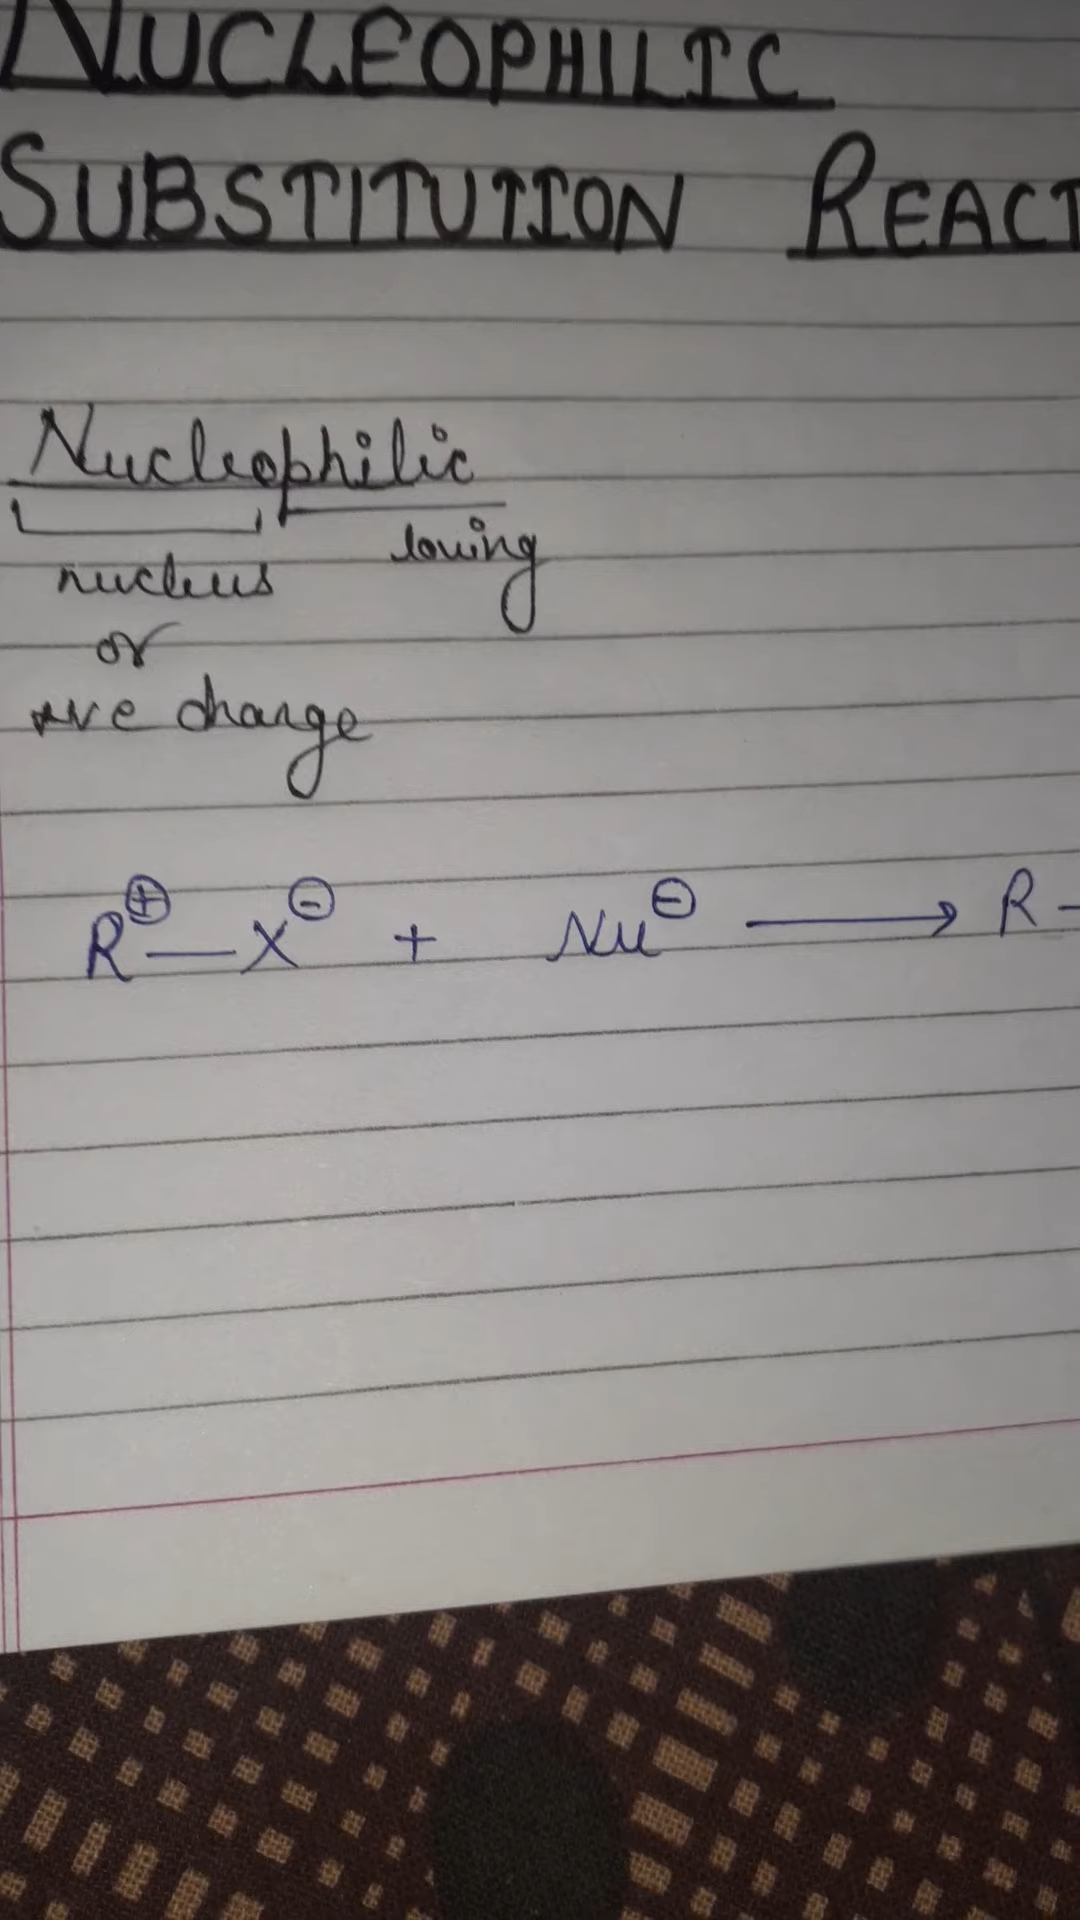 NUCLEOPHILIC
SUBSTITUTION REACT
Nucleophilic
nucleus loving
or
+ve charge
R⊕—X⊖ + Nu⊖ ⟶ R-